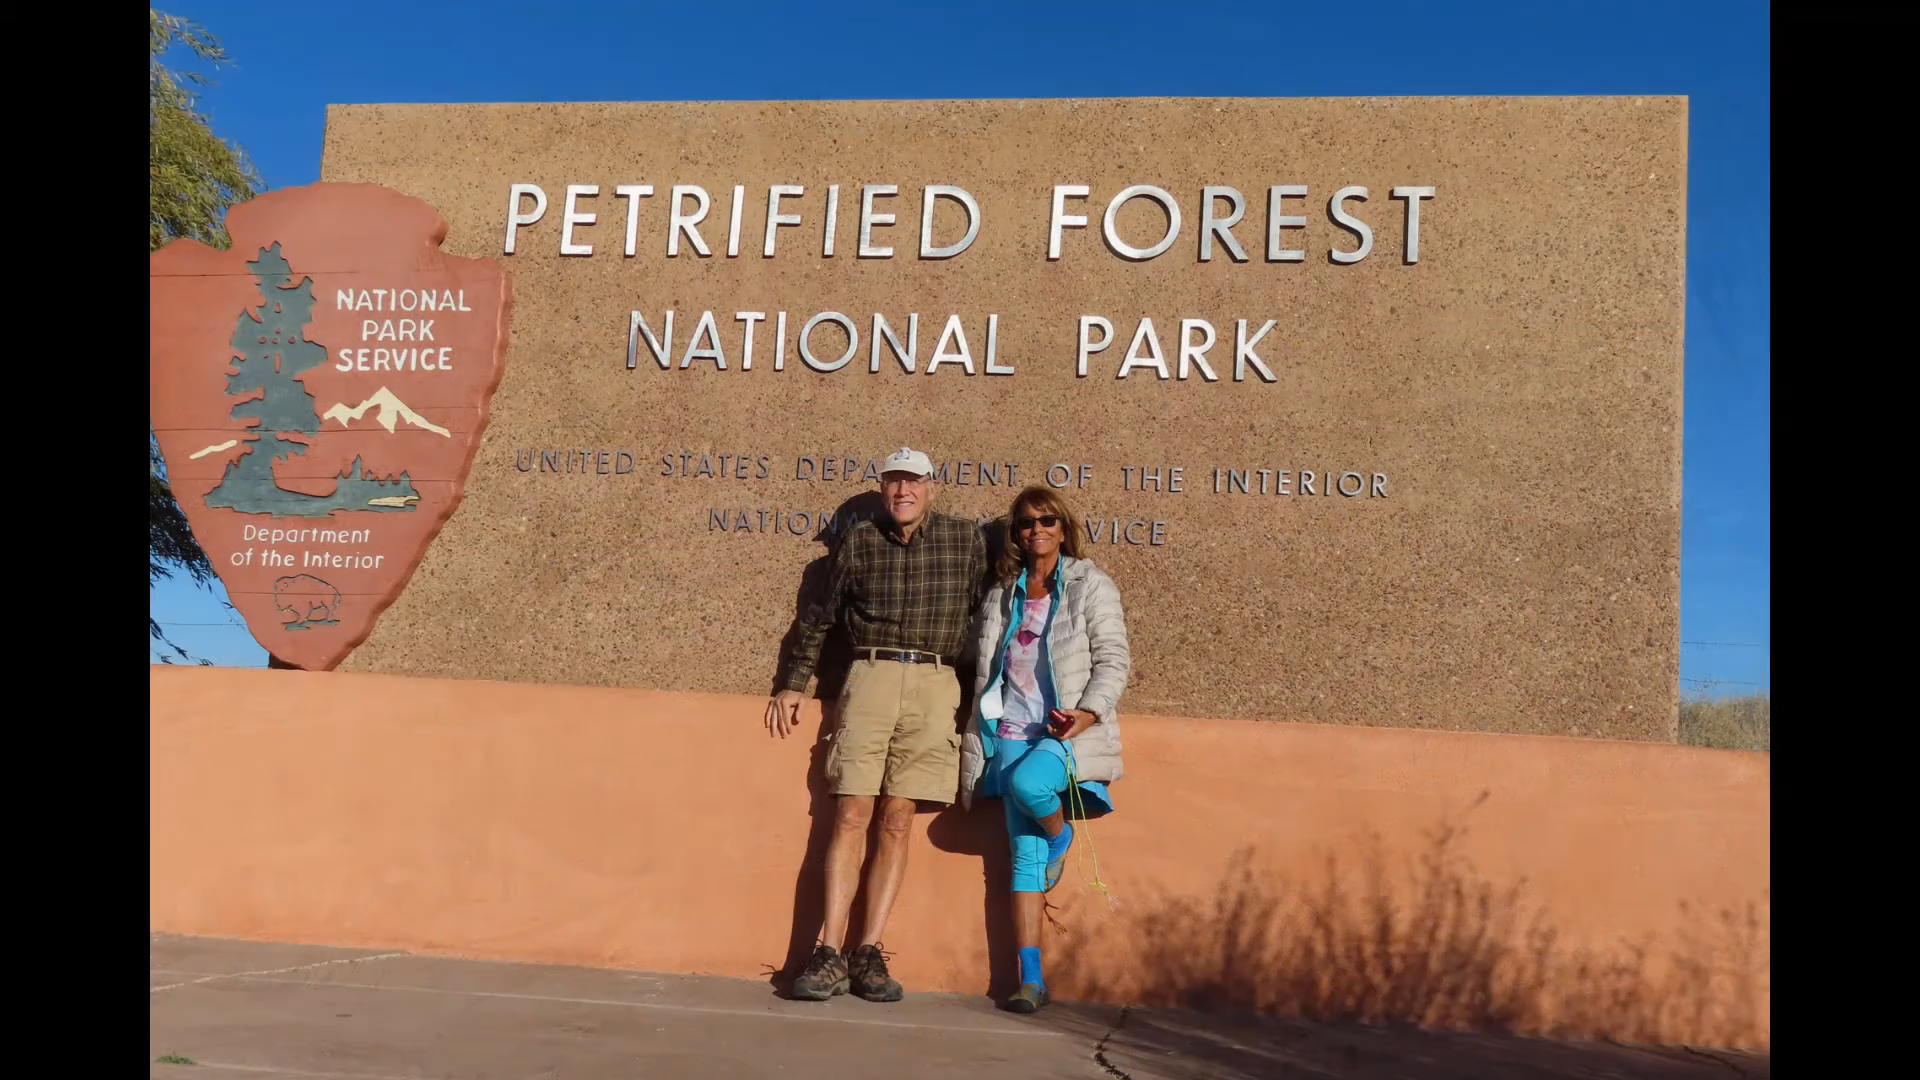 PETRIFIED FOREST
NATIONAL PARK
UNITED STATES DEPA MENT OF THE INTERIOR
NATIONA VICE
NATIONAL
PARK
SERVICE
Department
of the Interior